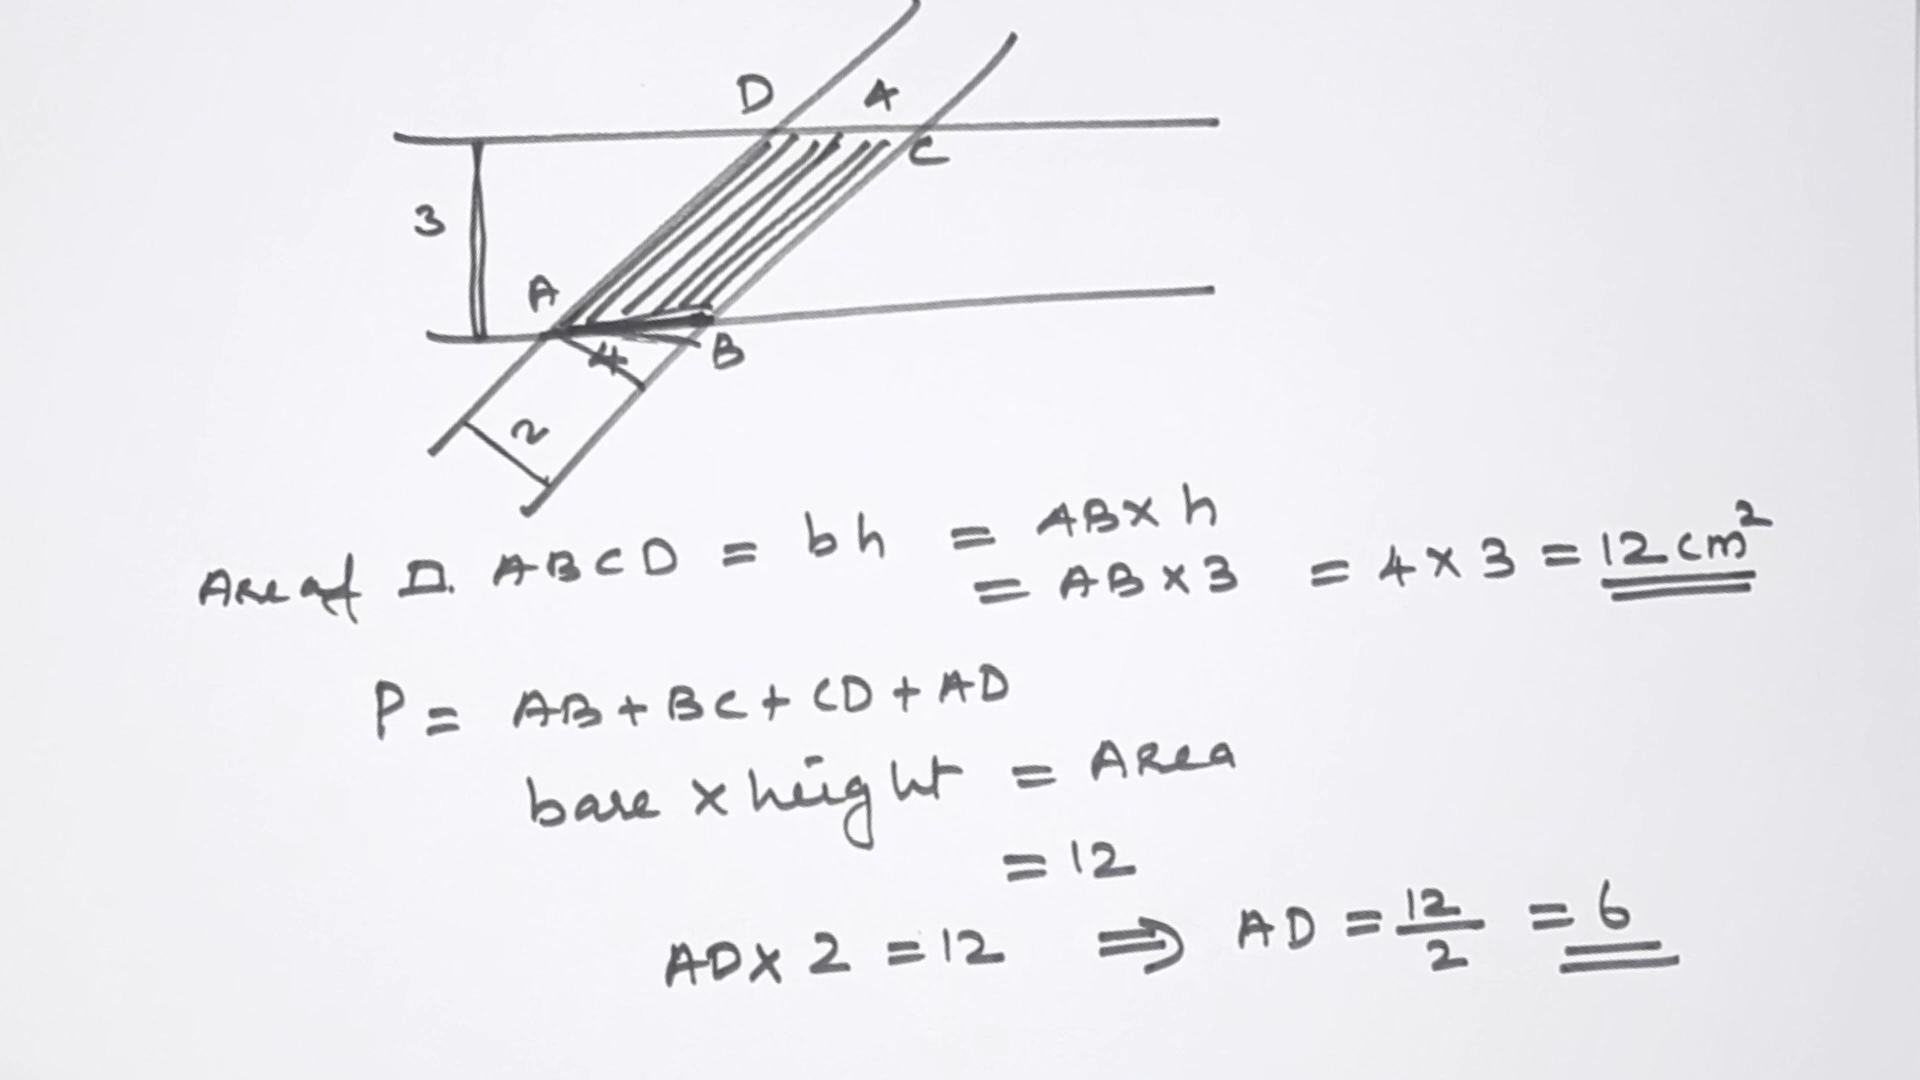 D 4
C
3
A
4 B
2
Area of ▱. ABCD = bh = AB x h
= AB x 3 = 4 x 3 = 12 cm²
P = AB + BC + CD + AD
base x height = Area
= 12
AD x 2 = 12 ⇒ AD = 12/2 = 6